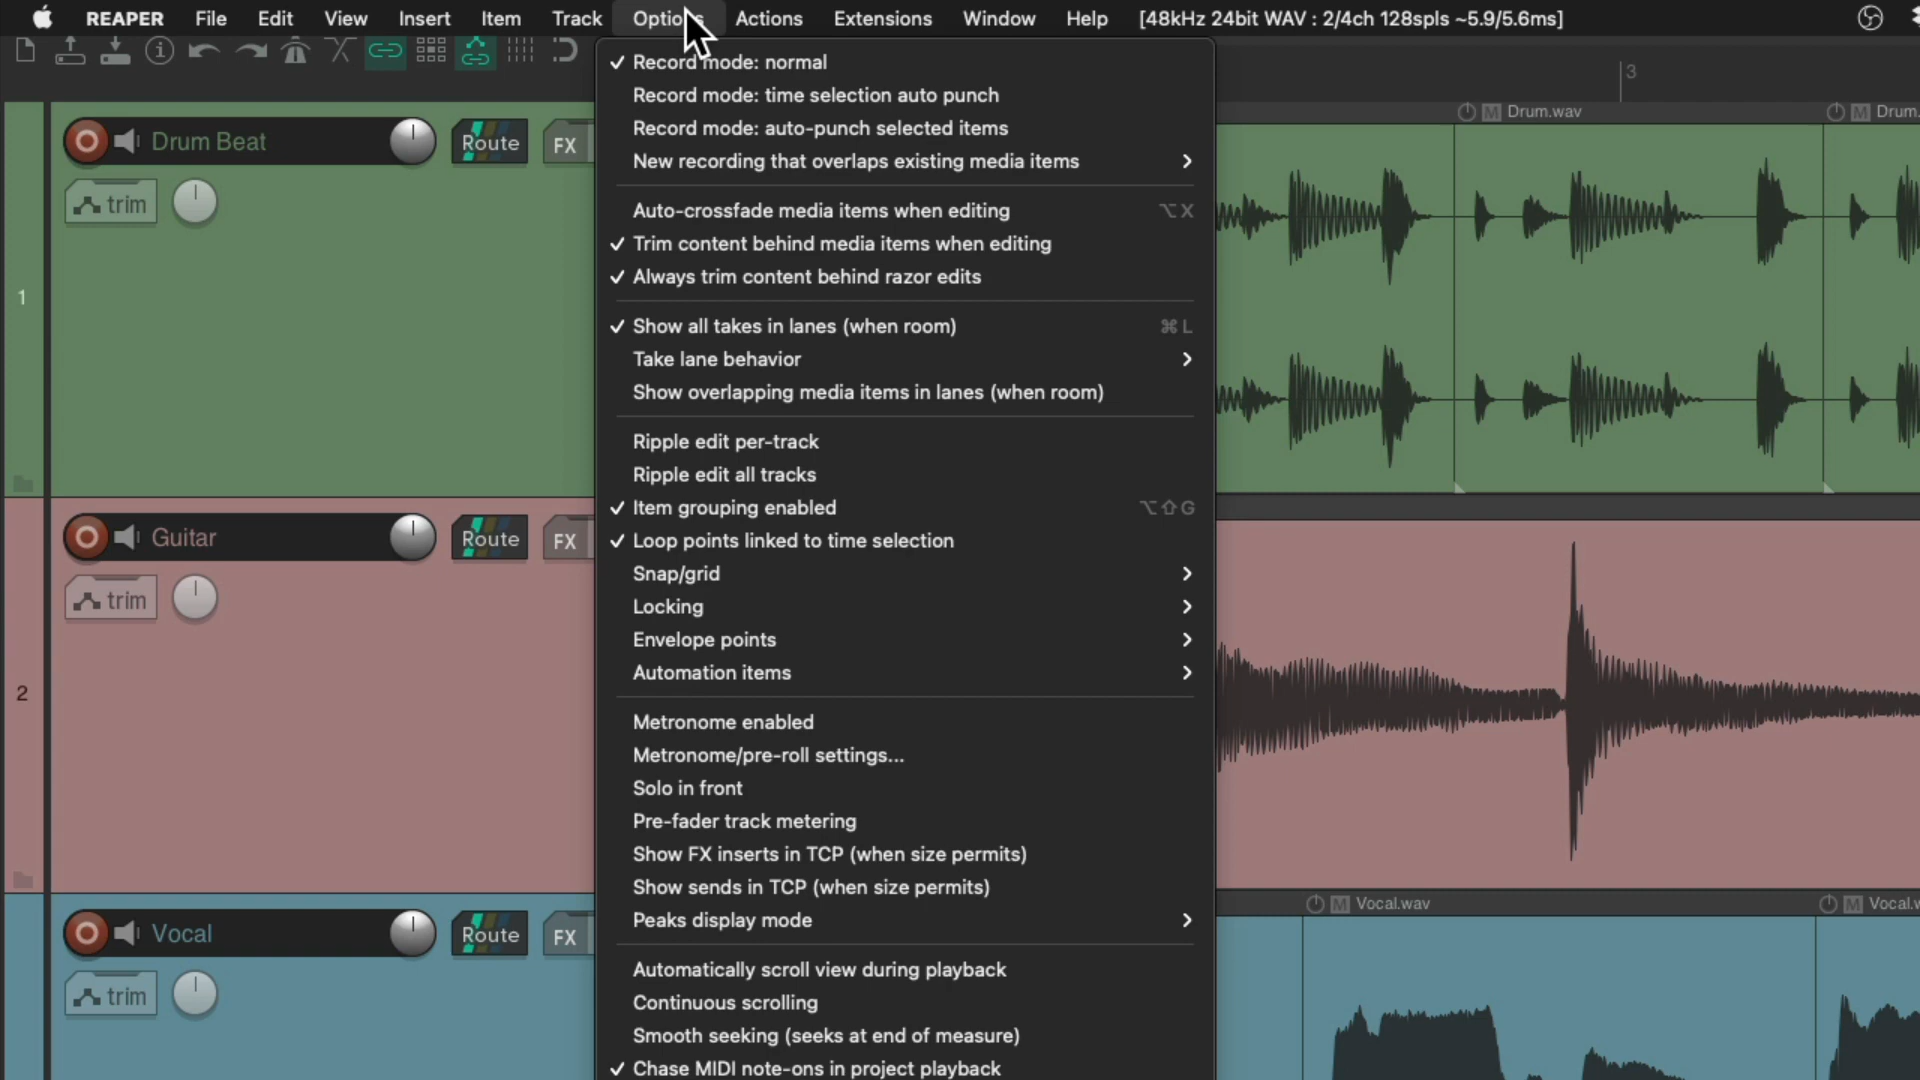 REAPER File Edit View Insert Item Track Options Actions Extensions Window Help [48kHz 24bit WAV : 2/4ch 128spls ~5.9/5.6ms]
Record mode: normal
Record mode: time selection auto punch
Record mode: auto-punch selected items
New recording that overlaps existing media items
Auto-crossfade media items when editing ⌥X
Trim content behind media items when editing
Always trim content behind razor edits
Show all takes in lanes (when room) ⌘L
Take lane behavior
Show overlapping media items in lanes (when room)
Ripple edit per-track
Ripple edit all tracks
Item grouping enabled ⌥⇧G
Loop points linked to time selection
Snap/grid
Locking
Envelope points
Automation items
Metronome enabled
Metronome/pre-roll settings...
Solo in front
Pre-fader track metering
Show FX inserts in TCP (when size permits)
Show sends in TCP (when size permits)
Peaks display mode
Automatically scroll view during playback
Continuous scrolling
Smooth seeking (seeks at end of measure)
Chase MIDI note-ons in project playback
1
Drum Beat Route FX
trim
2
Guitar Route FX
trim
Vocal Route FX
trim
3
M Drum.wav M Drum.
M Vocal.wav M Vocal.w